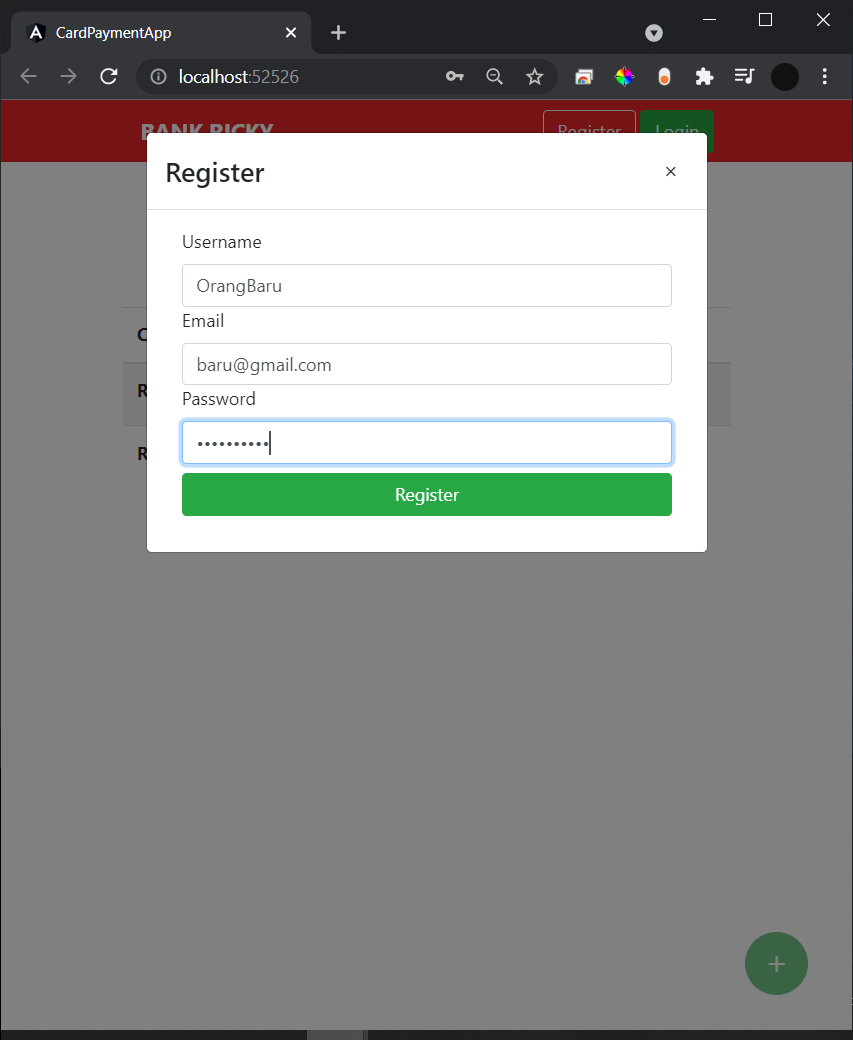 CardPaymentApp
localhost:52526
BANK RICKY
Register
Login
Register
Username
OrangBaru
Email
baru@gmail.com
Password
••••••••••
Register